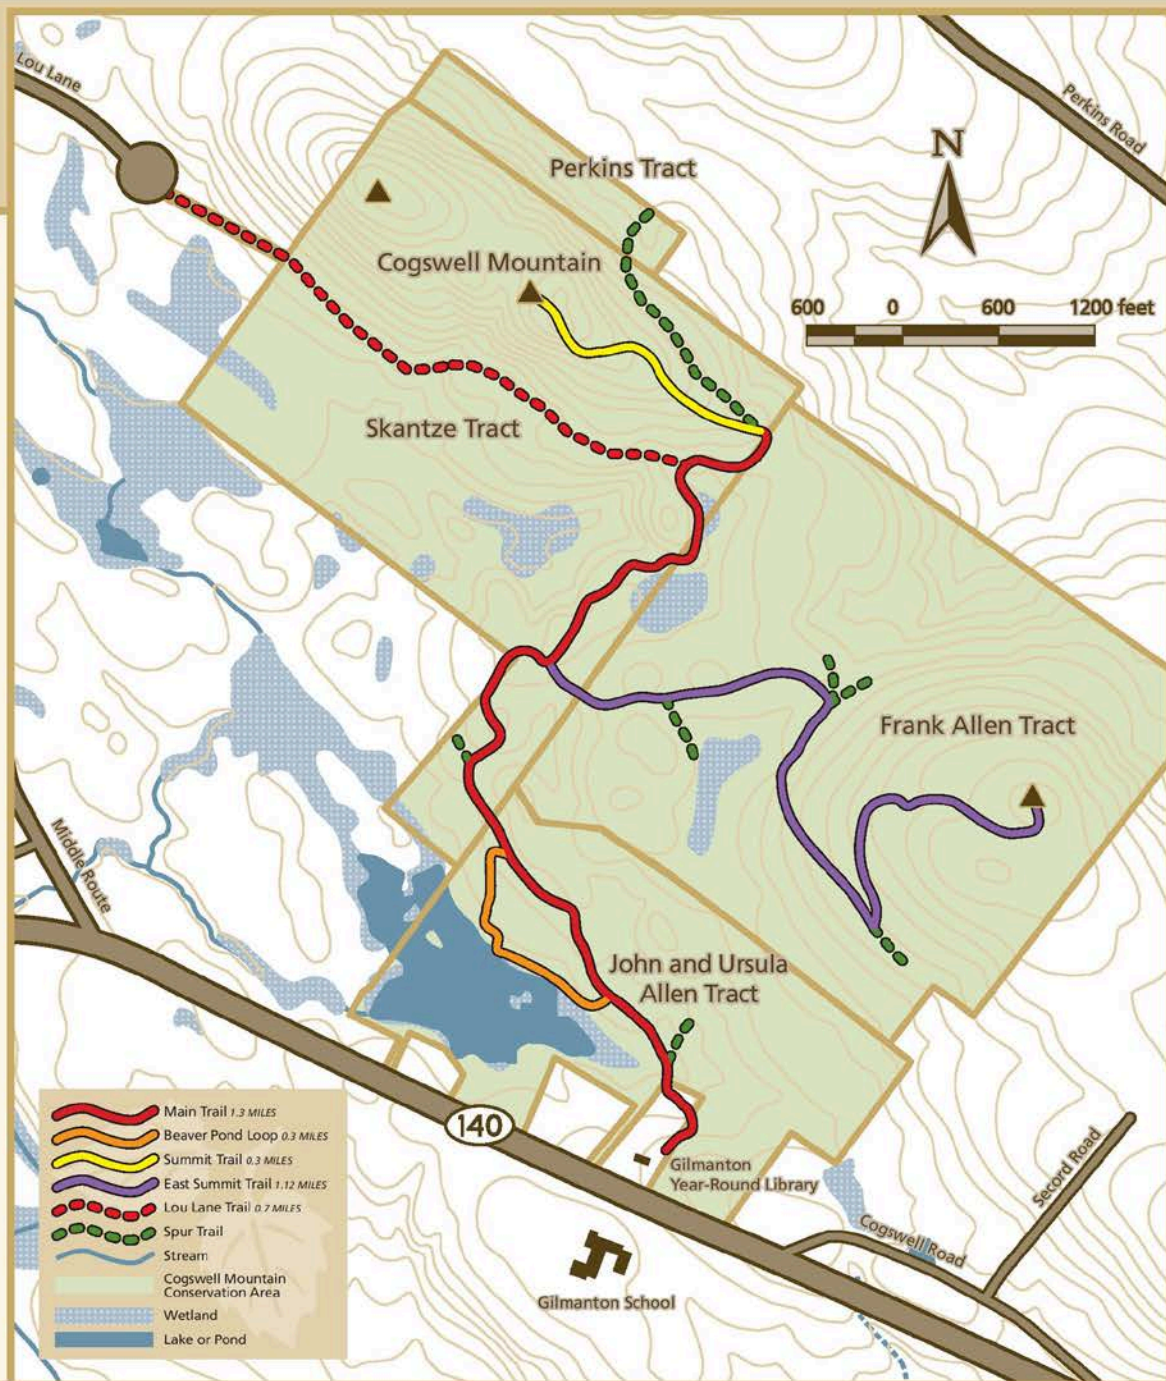 Lou Lane
Perkins Road
Perkins Tract
N
Cogswell Mountain
600 0 600 1200 feet
Skantze Tract
Frank Allen Tract
Middle Route
John and Ursula
Allen Tract
140
Gilmanton
Year-Round Library
Secord Road
Cogswell Road
Gilmanton School
Main Trail 1.3 MILES
Beaver Pond Loop 0.3 MILES
Summit Trail 0.3 MILES
East Summit Trail 1.12 MILES
Lou Lane Trail 0.7 MILES
Spur Trail
Stream
Cogswell Mountain
Conservation Area
Wetland
Lake or Pond